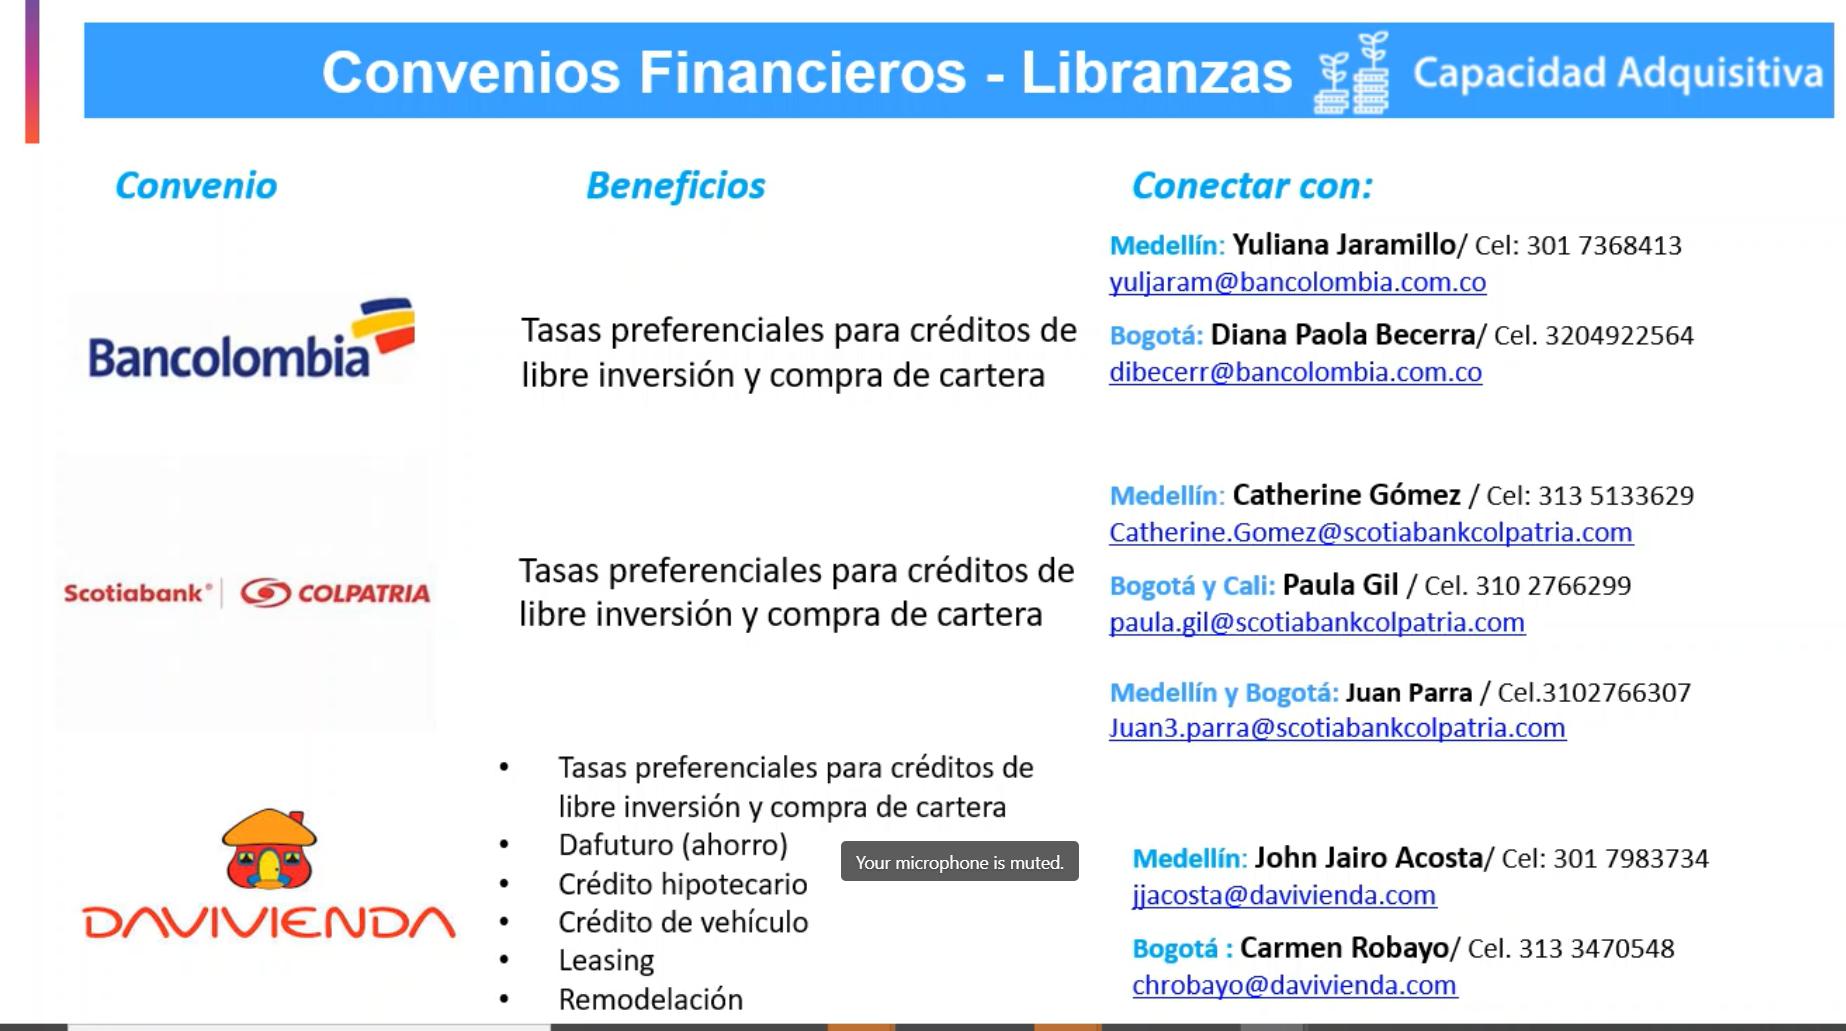 Convenios Financieros - Libranzas
Capacidad Adquisitiva
Convenio
Beneficios
Conectar con:
Bancolombia
Tasas preferenciales para créditos de
libre inversión y compra de cartera
Medellín: Yuliana Jaramillo/ Cel: 301 7368413
yuljaram@bancolombia.com.co
Bogotá: Diana Paola Becerra/ Cel. 3204922564
dibecerr@bancolombia.com.co
Scotiabank® | COLPATRIA
Tasas preferenciales para créditos de
libre inversión y compra de cartera
Medellín: Catherine Gómez / Cel: 313 5133629
Catherine.Gomez@scotiabankcolpatria.com
Bogotá y Cali: Paula Gil / Cel. 310 2766299
paula.gil@scotiabankcolpatria.com
Medellín y Bogotá: Juan Parra / Cel.3102766307
Juan3.parra@scotiabankcolpatria.com
DAVIVIENDA
• Tasas preferenciales para créditos de
libre inversión y compra de cartera
• Dafuturo (ahorro)
• Crédito hipotecario
• Crédito de vehículo
• Leasing
• Remodelación
Your microphone is muted.
Medellín: John Jairo Acosta/ Cel: 301 7983734
jjacosta@davivienda.com
Bogotá : Carmen Robayo/ Cel. 313 3470548
chrobayo@davivienda.com